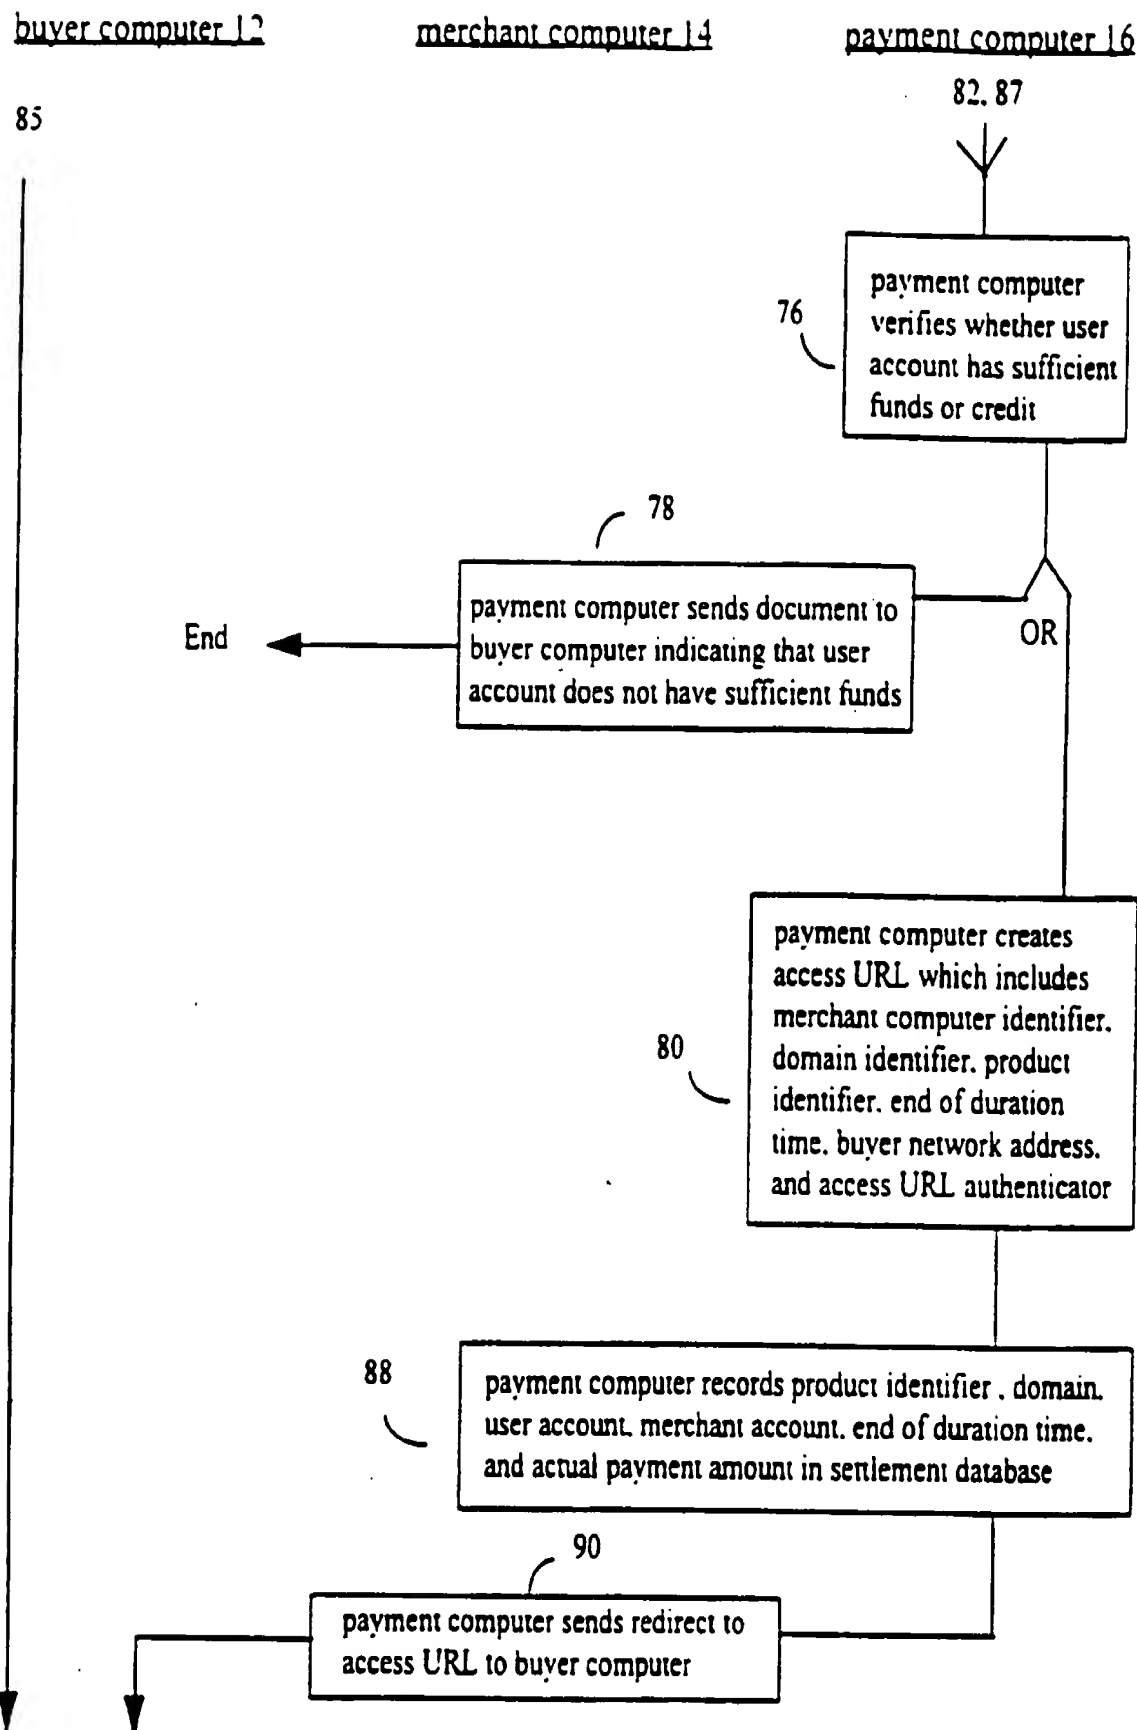 buyer computer 12
merchant computer 14
payment computer 16
85
82, 87
76
payment computer
verifies whether user
account has sufficient
funds or credit
78
payment computer sends document to
buyer computer indicating that user
account does not have sufficient funds
End
OR
80
payment computer creates
access URL which includes
merchant computer identifier,
domain identifier, product
identifier, end of duration
time, buyer network address,
and access URL authenticator
88
payment computer records product identifier , domain,
user account, merchant account, end of duration time,
and actual payment amount in settlement database
90
payment computer sends redirect to
access URL to buyer computer